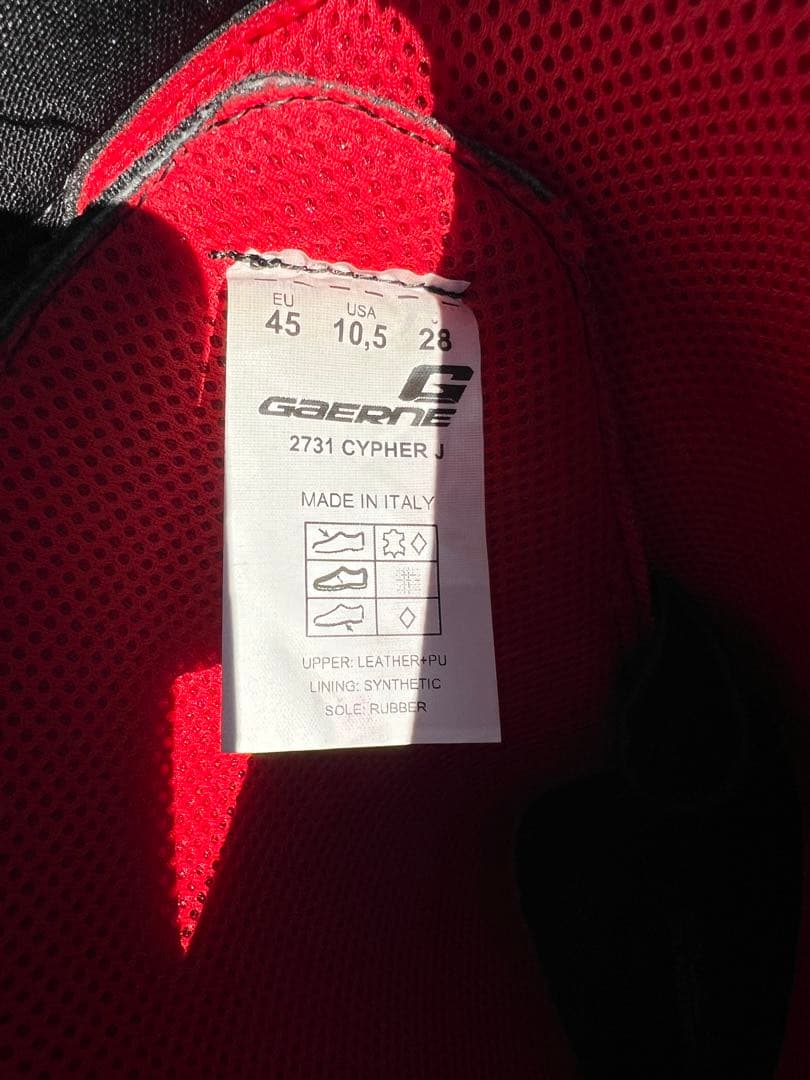 EU USA
45 10,5 28
G
GAERNE
2731 CYPHER J
MADE IN ITALY
UPPER: LEATHER+PU
LINING: SYNTHETIC
SOLE: RUBBER